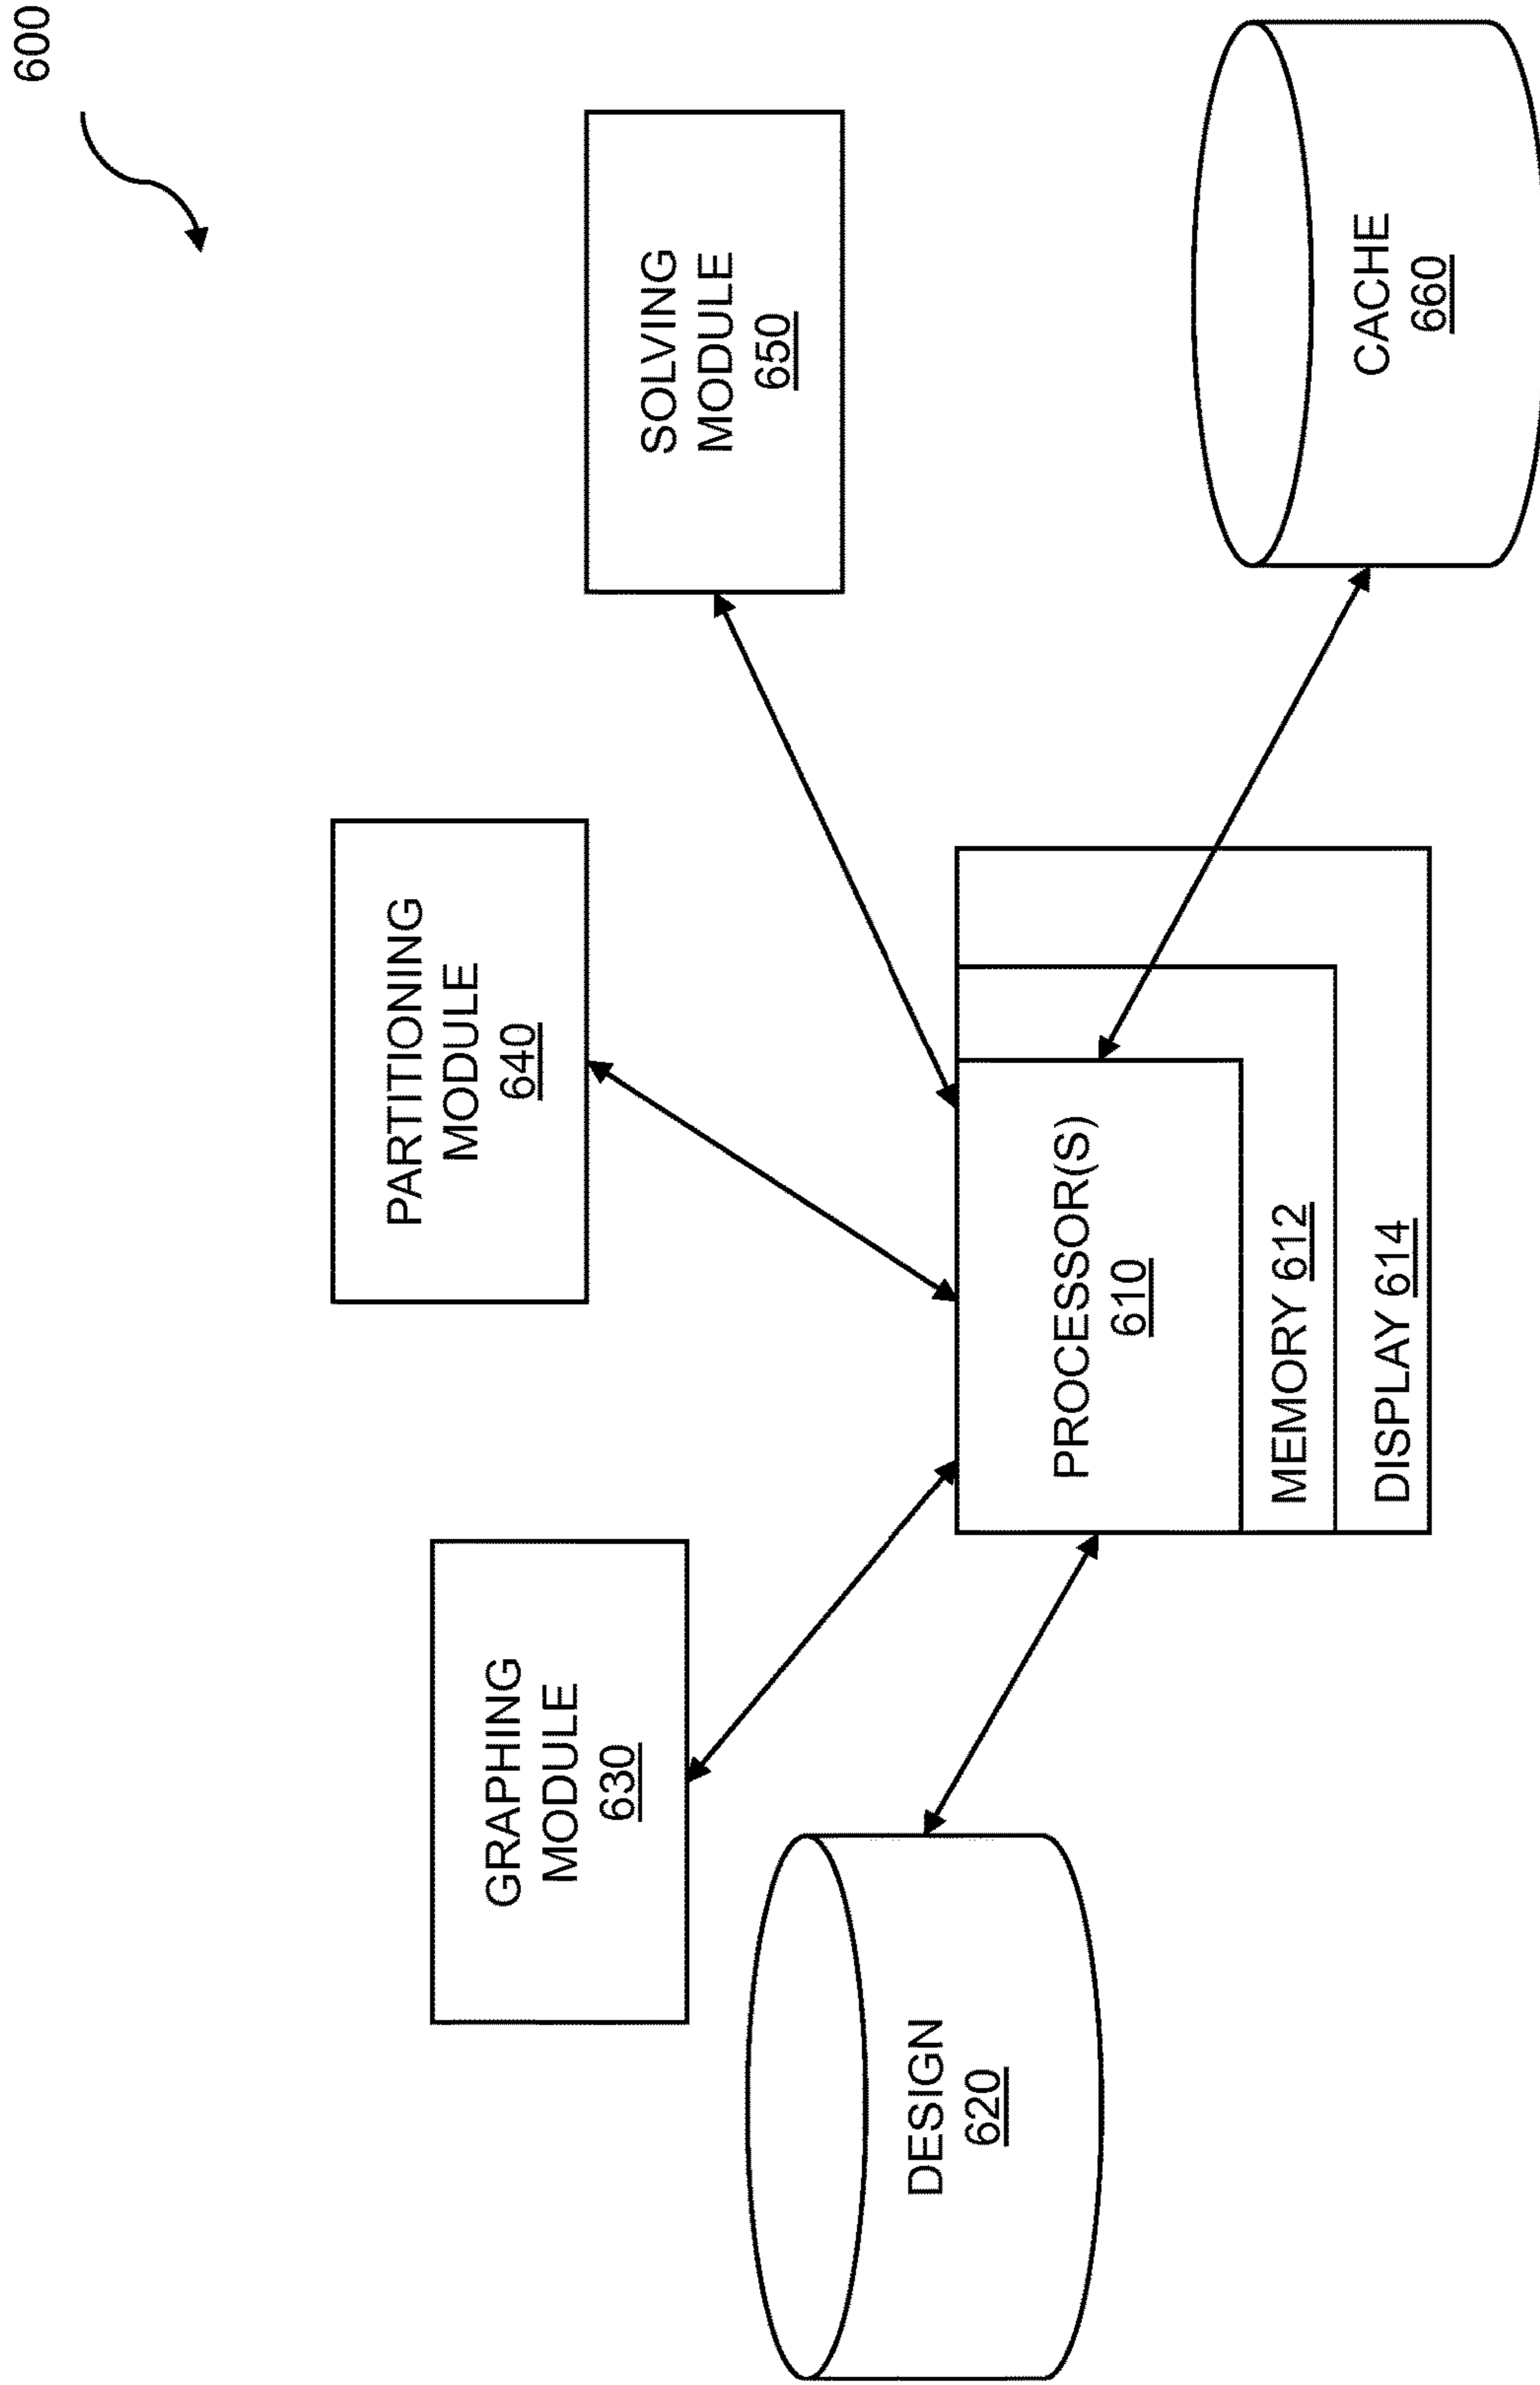 600
PARTITIONING
MODULE
640
GRAPHING
MODULE
630
SOLVING
MODULE
650
DESIGN
620
PROCESSOR(S)
610
MEMORY 612
DISPLAY 614
CACHE
660